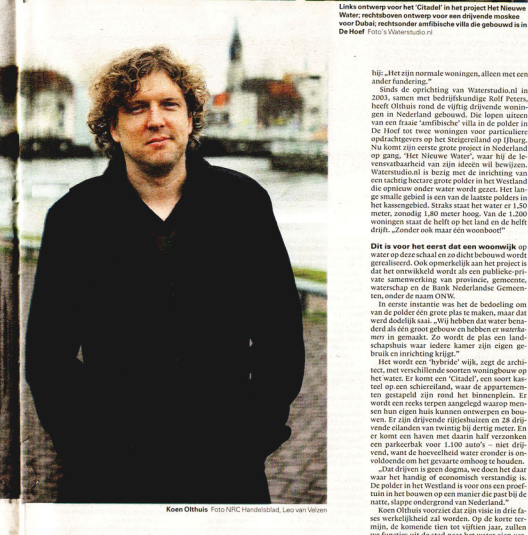 Links ontwerp voor het 'Citadel' in het project Het Nieuwe
Water; rechtsboven ontwerp voor een drijvende moskee
voor Dubai; rechtsonder amfibische villa die gebouwd is in
De Hoef Foto's Waterstudio.nl
hij: „Het zijn normale woningen, alleen met een
ander fundering."
Sinds de oprichting van Waterstudio.nl in
2003, samen met bedrijfskundige Rolf Peters,
heeft Olthuis rond de vijftig drijvende wonin-
gen in Nederland gebouwd. Die lopen uiteen
van een fraaie 'amfibische' villa in de polder in
De Hoef tot twee woningen voor particuliere
opdrachtgevers op het Steigereiland op IJburg.
Nu komt zijn eerste grote project in Nederland
op gang, 'Het Nieuwe Water', waar hij de le-
vensvatbaarheid van zijn ideeën wil bewijzen.
Waterstudio.nl is bezig met de inrichting van
een tachtig hectare grote polder in het Westland
die opnieuw onder water wordt gezet. Het lan-
ge smalle gebied is een van de laatste polders in
het kassengebied. Straks staat het water er 1,50
meter, zonodig 1,80 meter hoog. Van de 1.200
woningen staat de helft op het land en de helft
drijft. „Zonder ook maar één woonboot!"
Dit is voor het eerst dat een woonwijk op
water op deze schaal en zo dicht bebouwd wordt
gerealiseerd. Ook opmerkelijk aan het project is
dat het ontwikkeld wordt als een publieke-pri-
vate samenwerking van provincie, gemeente,
waterschap en de Bank Nederlandse Gemeen-
ten, onder de naam ONW.
In eerste instantie was het de bedoeling om
van de polder één grote plas te maken, maar dat
werd dodelijk saai. „Wij hebben dat water bena-
derd als één groot gebouw en hebben er waterka-
mers in gemaakt. Zo wordt de plas een land-
schapshuis waar iedere kamer zijn eigen ge-
bruik en inrichting krijgt."
Het wordt een 'hybride' wijk, zegt de archi-
tect, met verschillende soorten woningbouw op
het water. Er komt een 'Citadel', een soort kas-
teel op een schiereiland, waar de appartemen-
ten gestapeld zijn rond het binnenplein. Er
wordt een reeks terpen aangelegd waarop men-
sen hun eigen huis kunnen ontwerpen en bou-
wen. Er zijn drijvende rijtjeshuizen en 28 drij-
vende eilanden van twintig bij dertig meter. En
er komt een haven met daarin half verzonken
een parkeerbak voor 1.100 auto's – niet drij-
vend, want de hoeveelheid water eronder is on-
voldoende om het gevaarte omhoog te houden.
„Dat drijven is geen dogma, we doen het daar
waar het handig of economisch verstandig is.
De polder in het Westland is voor ons een proef-
tuin in het bouwen op een manier die past bij de
natte, slappe ondergrond van Nederland."
Koen Olthuis voorziet dat zijn visie in drie fa-
ses werkelijkheid zal worden. Op de korte ter-
mijn, de komende tien tot vijftien jaar, zullen
Koen Olthuis Foto NRC Handelsblad, Leo van Velzen